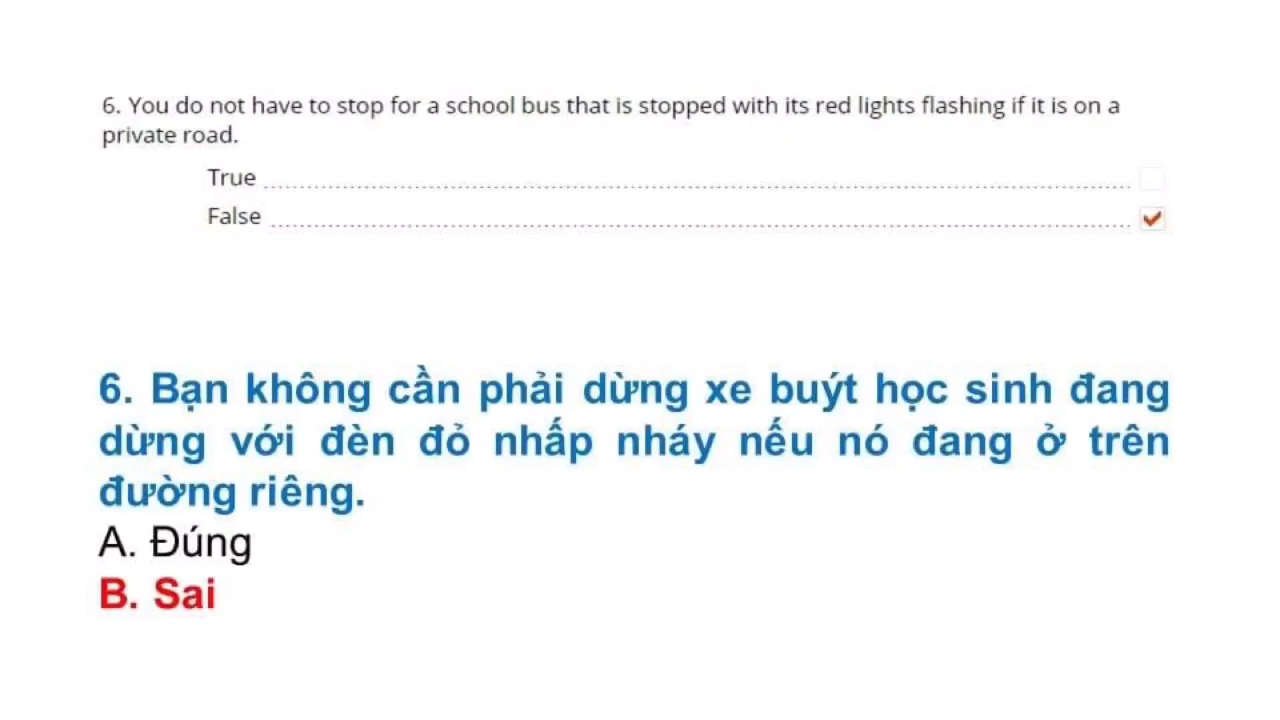 6. You do not have to stop for a school bus that is stopped with its red lights flashing if it is on a
private road.
True
False
6. Bạn không cần phải dừng xe buýt học sinh đang
dừng với đèn đỏ nhấp nháy nếu nó đang ở trên
đường riêng.
A. Đúng
B. Sai